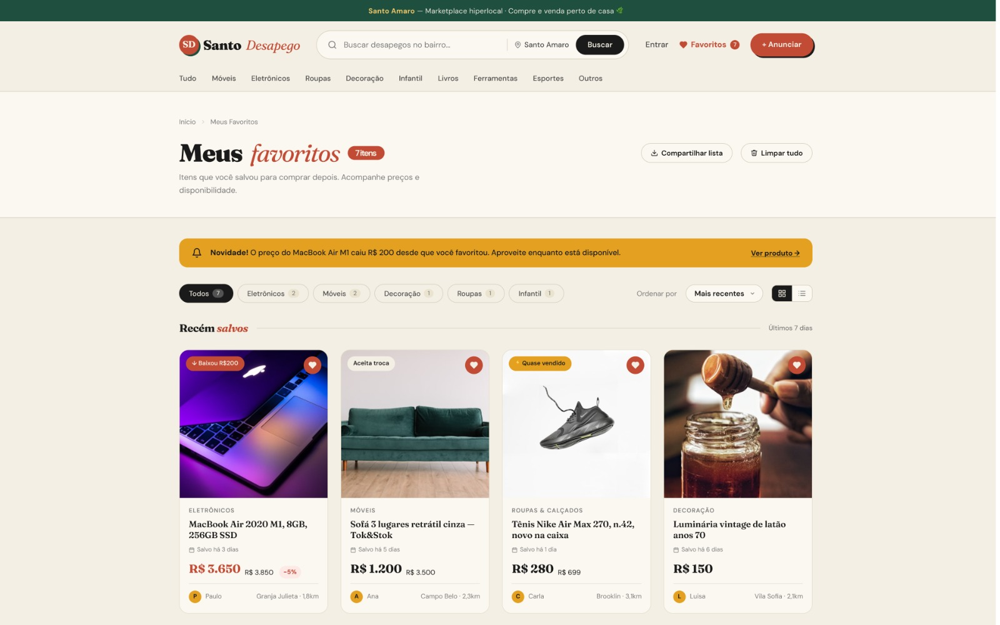 Santo Amaro — Marketplace hiperlocal · Compre e venda perto de casa
SD Santo Desapego
Buscar desapegos no bairro...
Santo Amaro
Buscar
Entrar
Favoritos 7
+ Anunciar
Tudo Móveis Eletrônicos Roupas Decoração Infantil Livros Ferramentas Esportes Outros
Início › Meus Favoritos
Meus favoritos 7 itens
Compartilhar lista
Limpar tudo
Itens que você salvou para comprar depois. Acompanhe preços e
disponibilidade.
Novidade! O preço do MacBook Air M1 caiu R$ 200 desde que você favoritou. Aproveite enquanto está disponível.
Ver produto →
Todos 7 Eletrônicos 2 Móveis 2 Decoração 1 Roupas 1 Infantil 1
Ordenar por Mais recentes
Recém salvos
Últimos 7 dias
↓ Baixou R$200
ELETRÔNICOS
MacBook Air 2020 M1, 8GB,
256GB SSD
Salvo há 3 dias
R$ 3.650 R$ 3.850 -5%
P Paulo Granja Julieta · 1,8km
Aceita troca
MÓVEIS
Sofá 3 lugares retrátil cinza —
Tok&Stok
Salvo há 5 dias
R$ 1.200 R$ 3.500
A Ana Campo Belo · 2,3km
Quase vendido
ROUPAS & CALÇADOS
Tênis Nike Air Max 270, n.42,
novo na caixa
Salvo há 1 dia
R$ 280 R$ 699
C Carla Brooklin · 3,1km
DECORAÇÃO
Luminária vintage de latão
anos 70
Salvo há 6 dias
R$ 150
L Luísa Vila Sofia · 2,1km